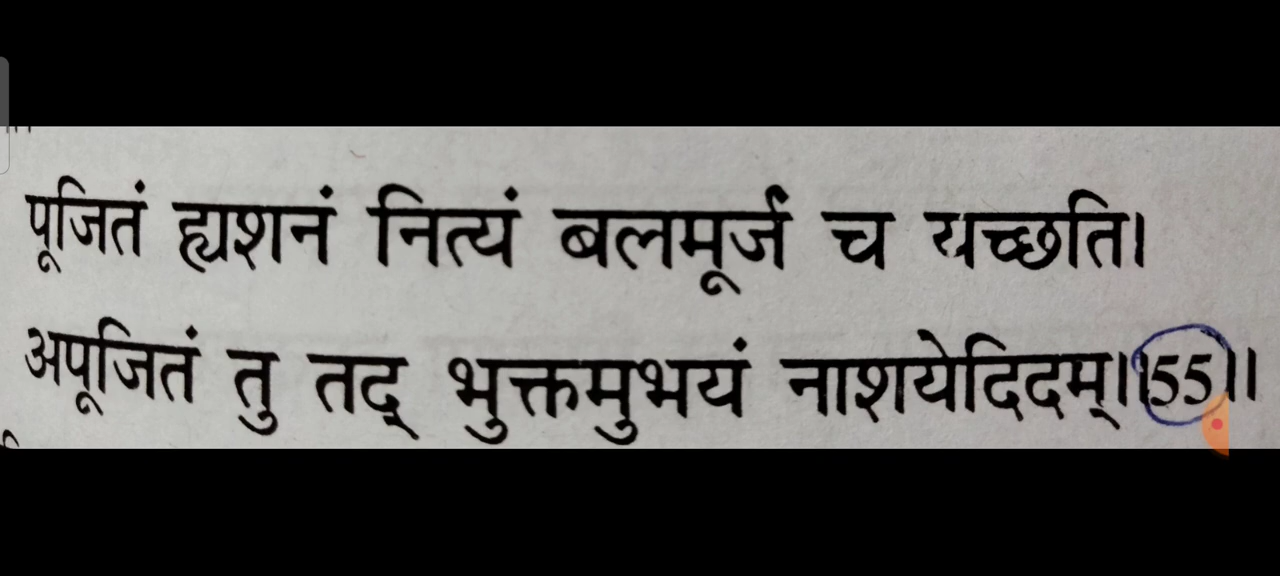 पूजितं ह्यशनं नित्यं बलमूर्जं च यच्छति।
अपूजितं तु तद् भुक्तमुभयं नाशयेदिदम्।।55।।